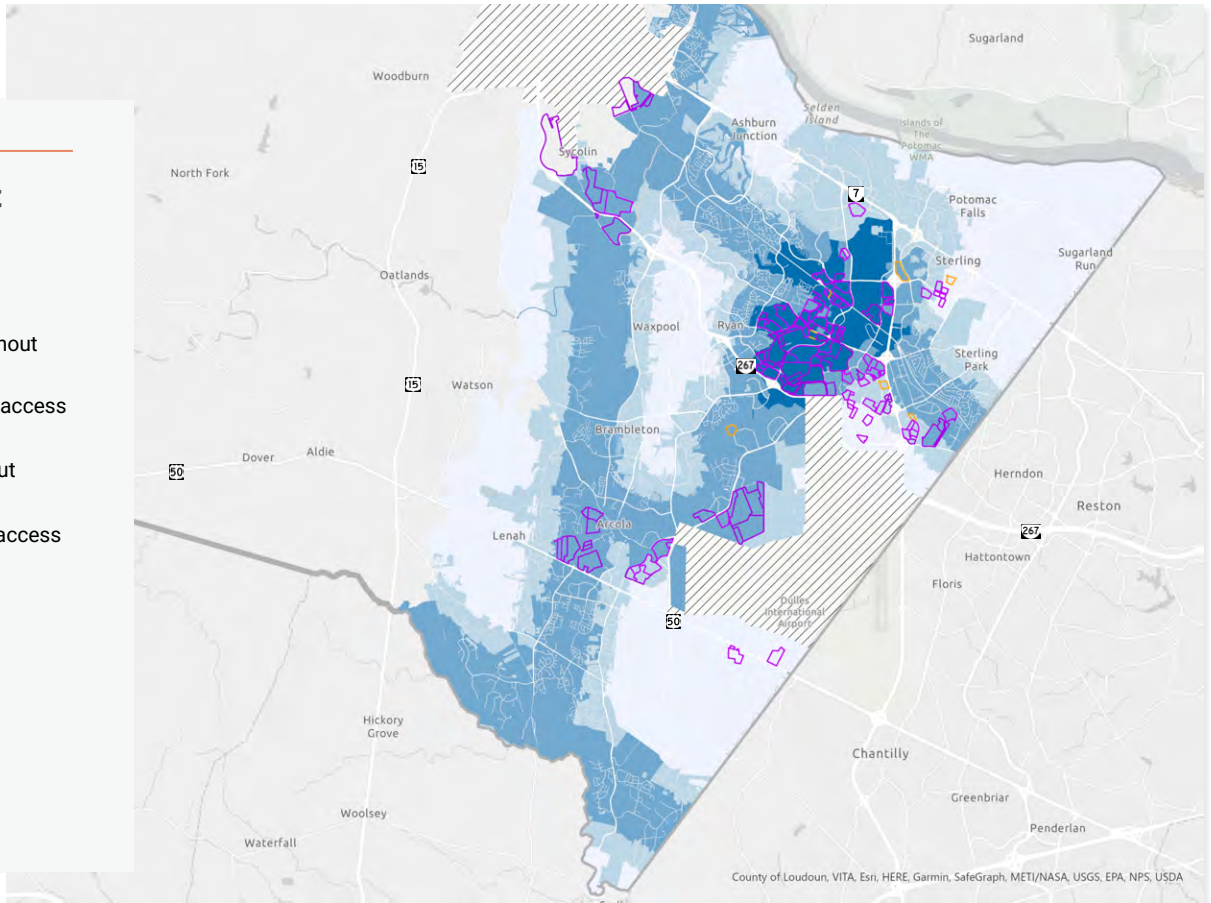 :
hout
access
ut
access
Sugarland
Woodburn
Selden
Island
Ashburn
Junction
Islands of
The
Potomac
WMA
Sycolin
15
North Fork
7
Potomac
Falls
Sterling
Sugarland
Run
Oatlands
Waxpool
Ryan
Sterling
Park
267
15
Watson
Brambleton
Dover
Aldie
50
Herndon
Reston
Arcola
Lenah
267
Hattontown
Floris
Dulles
International
Airport
50
Hickory
Grove
Chantilly
Greenbriar
Woolsey
Penderlan
Waterfall
County of Loudoun, VITA, Esri, HERE, Garmin, SafeGraph, METI/NASA, USGS, EPA, NPS, USDA